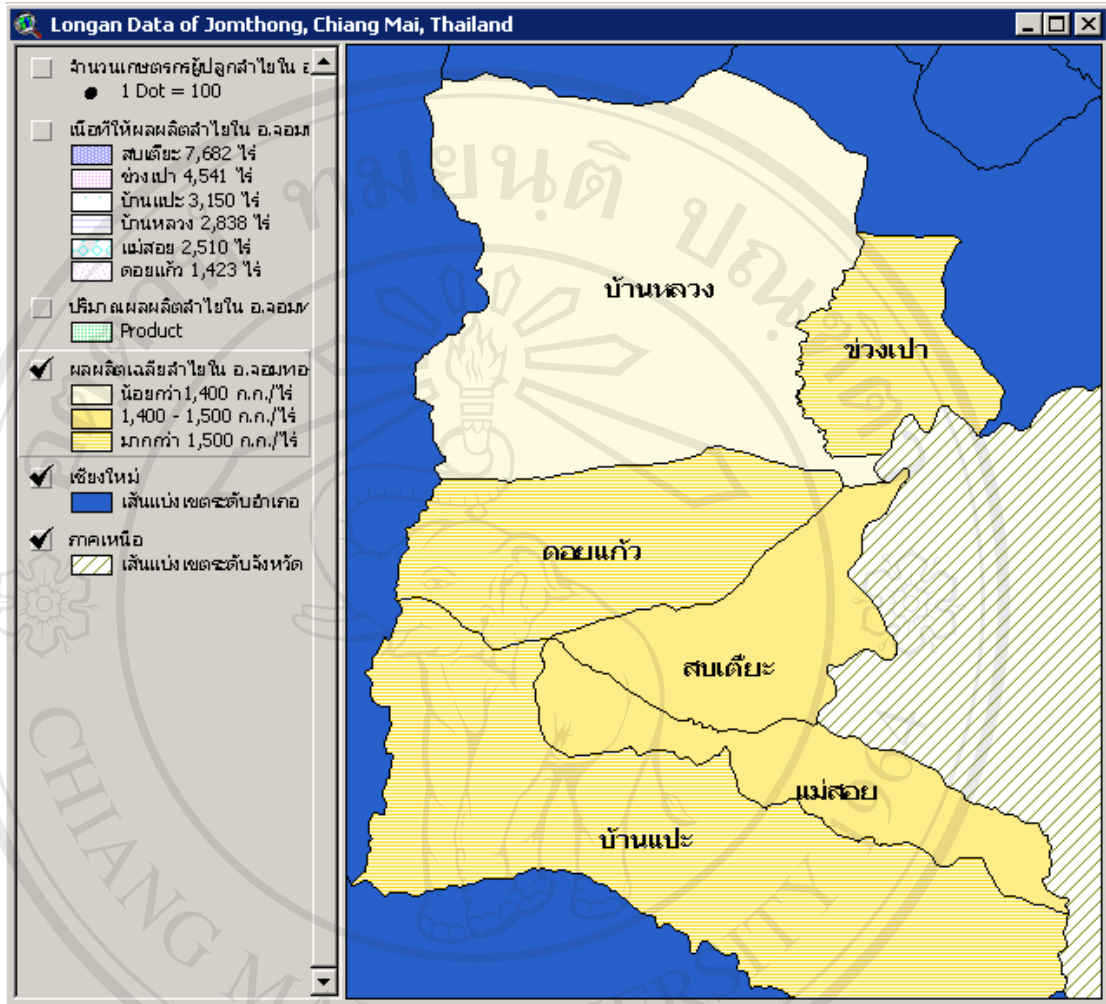 Longan Data of Jomthong, Chiang Mai, Thailand
จำนวนเกษตรกรผู้ปลูกลำไยใน อ
1 Dot = 100
เนื้อที่ให้ผลผลิตลำไยใน อ.จอมท
สบเตี๊ยะ 7,682 ไร่
ข่วงเปา 4,541 ไร่
บ้านแปะ 3,150 ไร่
บ้านหลวง 2,838 ไร่
แม่สอย 2,510 ไร่
ดอยแก้ว 1,423 ไร่
ปริมาณผลผลิตลำไยใน อ.จอมท
Product
ผลผลิตเฉลี่ยลำไยใน อ.จอมทอ
น้อยกว่า 1,400 ก.ก./ไร่
1,400 - 1,500 ก.ก./ไร่
มากกว่า 1,500 ก.ก./ไร่
เชียงใหม่
เส้นแบ่งเขตระดับอำเภอ
ภาคเหนือ
เส้นแบ่งเขตระดับจังหวัด
บ้านหลวง
ข่วงเปา
ดอยแก้ว
สบเตี๊ยะ
แม่สอย
บ้านแปะ
CHIANG MAI UNIVERSITY 1964